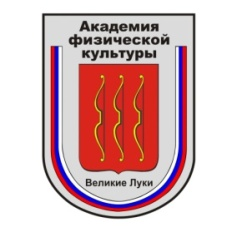 Академия
физической
культуры
Великие Луки